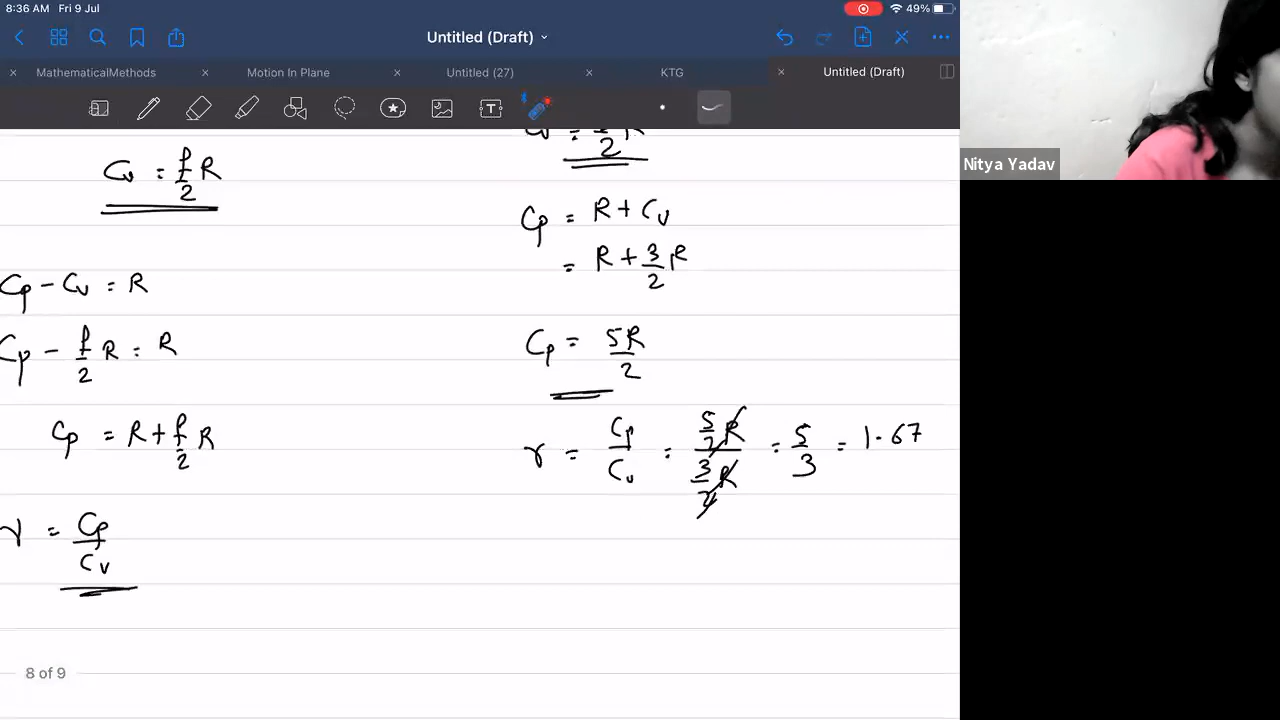 8:36 AM Fri 9 Jul
49%
Untitled (Draft)
MathematicalMethods
Motion In Plane
Untitled (27)
KTG
Untitled (Draft)
T
Nitya Yadav
Cv = f/2 R
Cp - Cv = R
Cp - f/2 R = R
Cp = R + f/2 R
γ = Cp/Cv
2
Cp = R + Cv
= R + 3/2 R
Cp = 5R/2
γ = Cp/Cv = 5/2 R / 3/2 R = 5/3 = 1.67
8 of 9